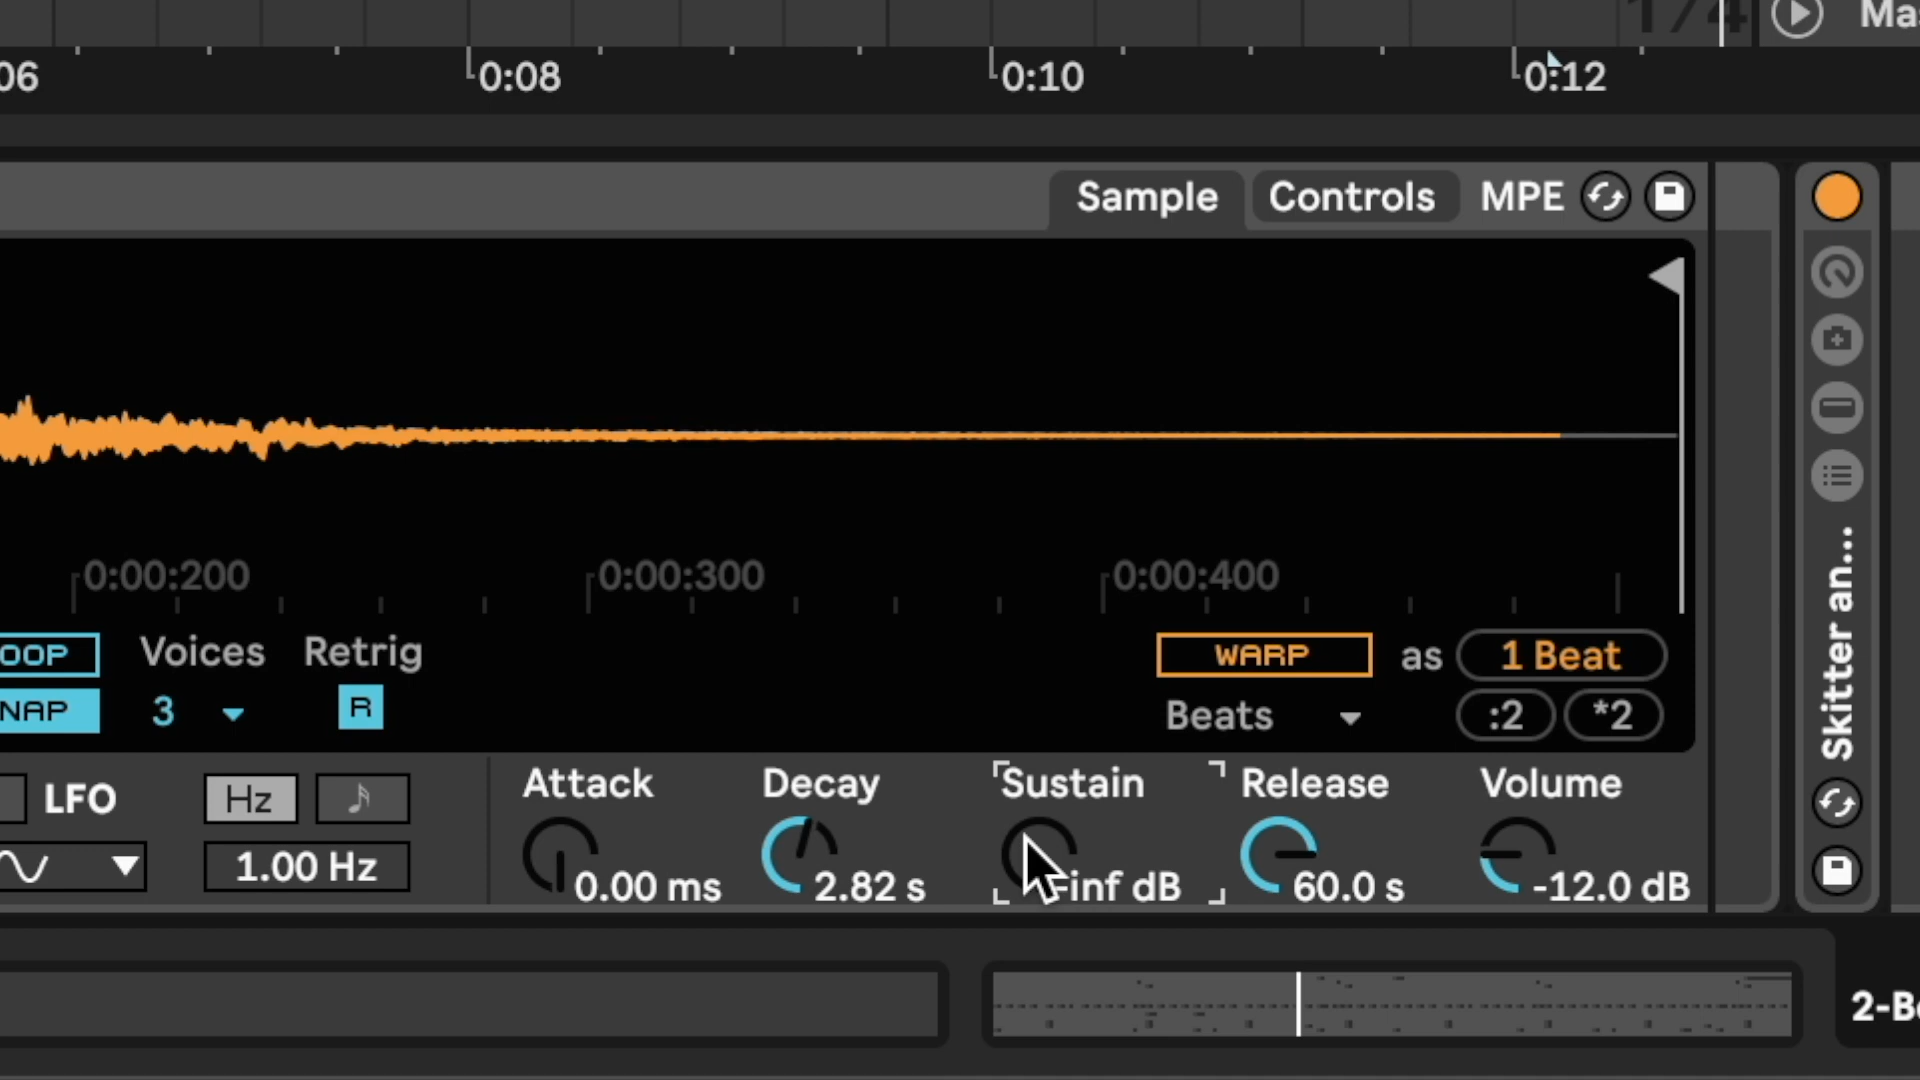 1/4
06 0:08 0:10 0:12
Sample Controls MPE
0:00:200 0:00:300 0:00:400
OOP Voices Retrig WARP as 1 Beat
NAP 3 R Beats :2 *2
Skitter an...
LFO Hz Attack Decay Sustain Release Volume
1.00 Hz 0.00 ms 2.82 s inf dB 60.0 s -12.0 dB